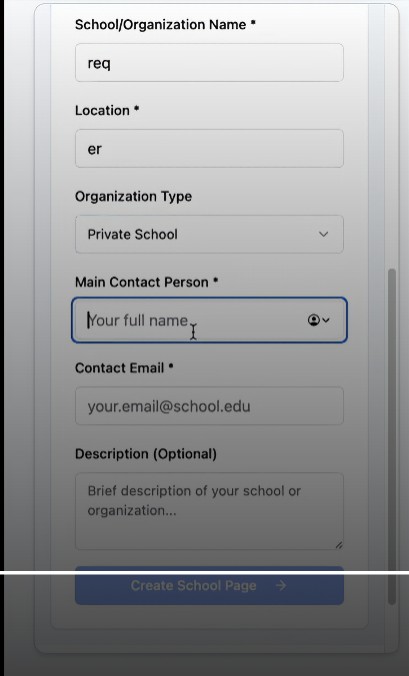 School/Organization Name *
req
Location *
er
Organization Type
Private School
Main Contact Person *
Your full name
Contact Email *
your.email@school.edu
Description (Optional)
Brief description of your school or
organization...
Create School Page →